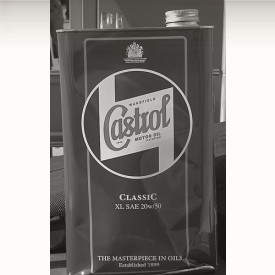 WAKEFIELD
Castrol
MOTOR OIL
CLASSIC
XL SAE 20w/50
THE MASTERPIECE IN OILS
Established 1899